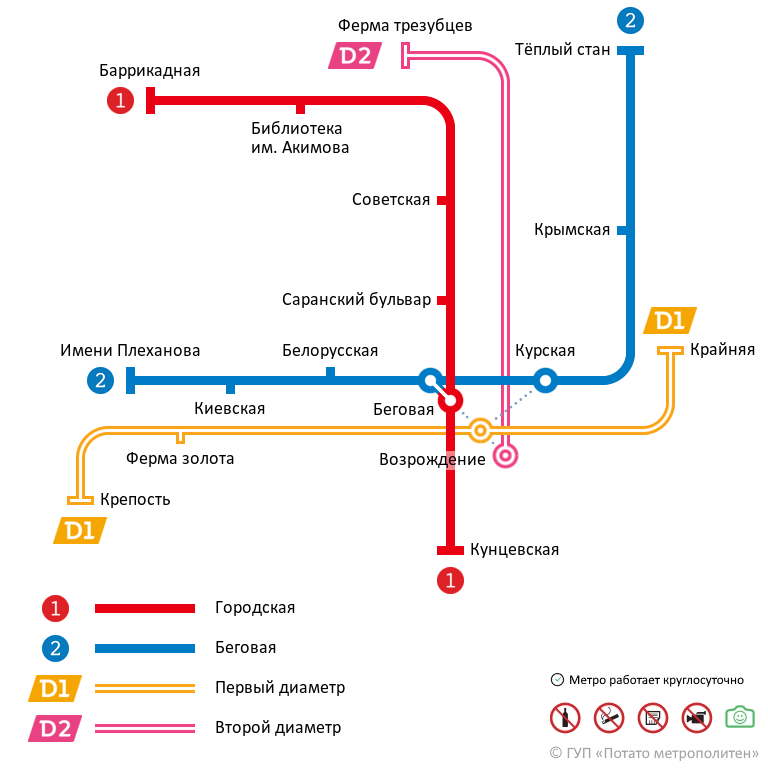 2
Ферма трезубцев
D2
Тёплый стан
Баррикадная
1
Библиотека
им. Акимова
Советская
Крымская
Саранский бульвар
D1
Имени Плеханова
Белорусская
Курская
Крайняя
2
Киевская
Беговая
Ферма золота
Возрождение
Крепость
D1
Кунцевская
1
1 Городская
2 Беговая
D1 Первый диаметр
D2 Второй диаметр
Метро работает круглосуточно
© ГУП «Потато метрополитен»